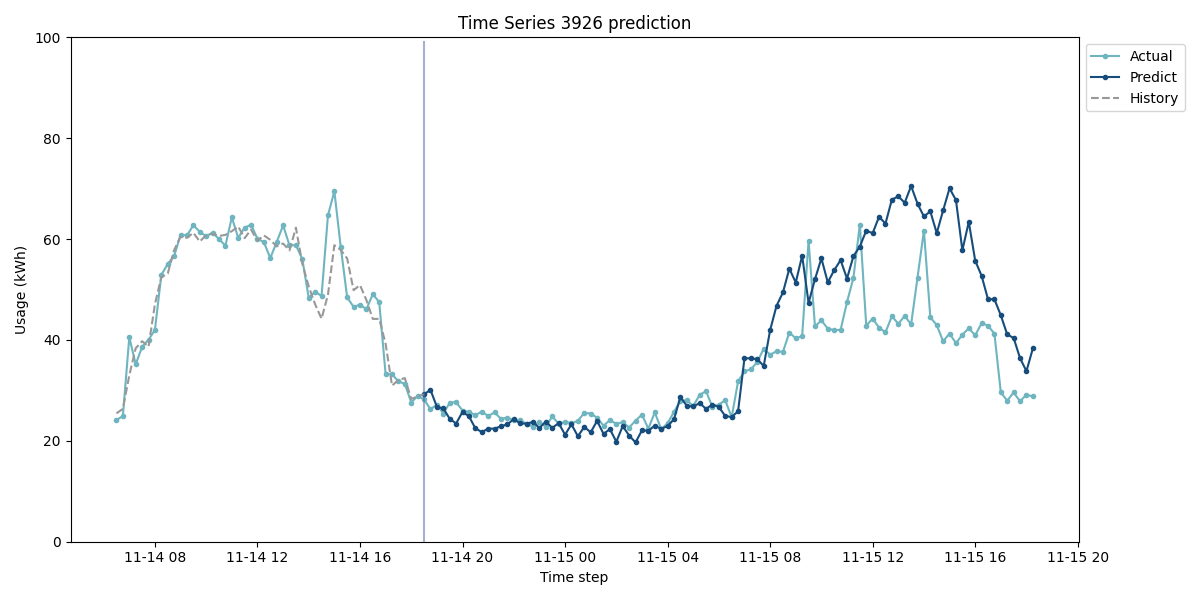 Time Series 3926 prediction
100
80
60
40
20
0
Usage (kWh)
11-14 08
11-14 12
11-14 16
11-14 20
11-15 00
11-15 04
11-15 08
11-15 12
11-15 16
11-15 20
Time step
Actual
Predict
History